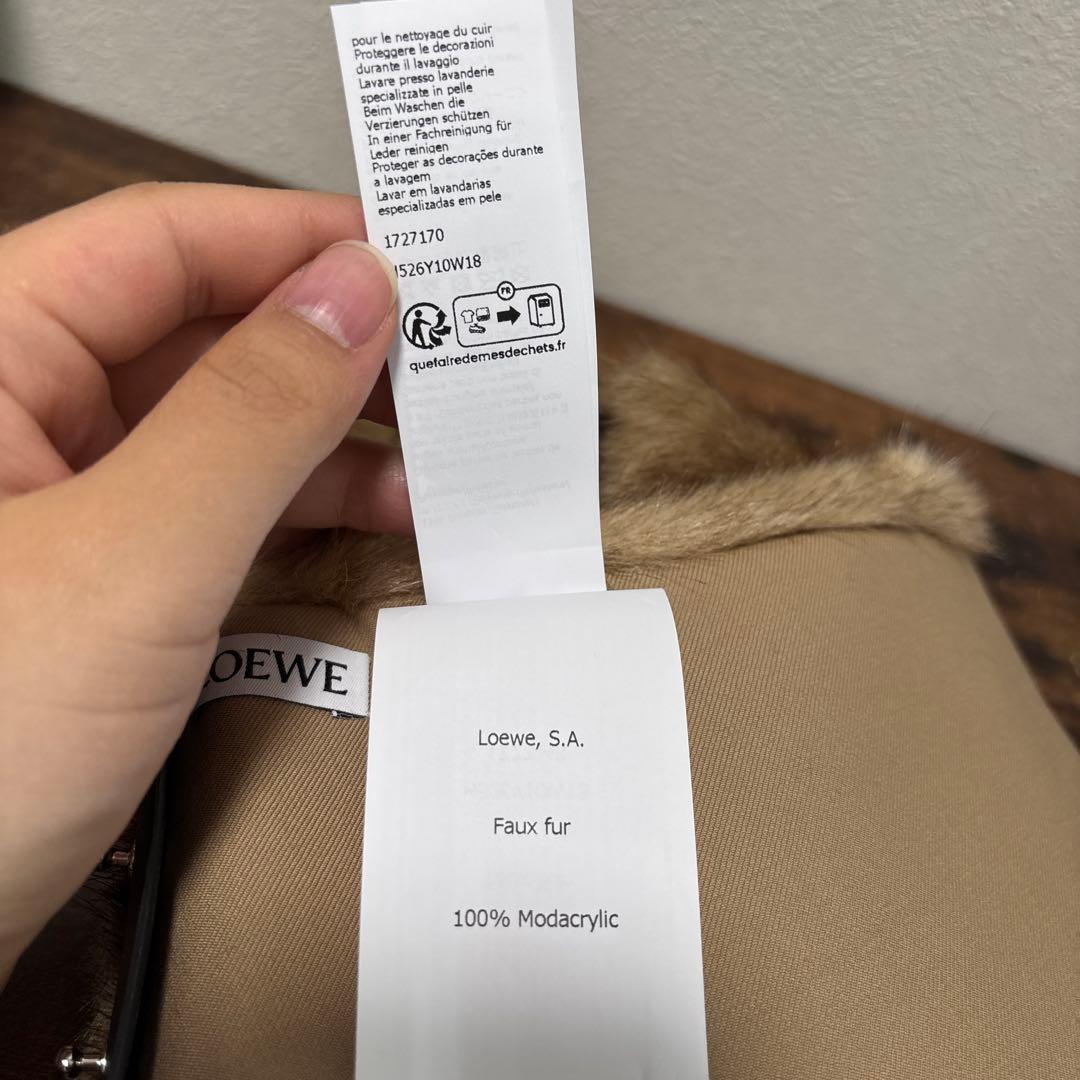 pour le nettoyage du cuir
Proteggere le decorazioni
durante il lavaggio
Lavare presso lavanderie
specializzate in pelle
Beim Waschen die
Verzierungen schützen
In einer Fachreinigung für
Leder reinigen
Proteger as decorações durante
a lavagem
Lavar em lavandarias
especializadas em pele
1727170
526Y10W18
FR
quefairedemesdechets.fr
LOEWE
Loewe, S.A.
Faux fur
100% Modacrylic